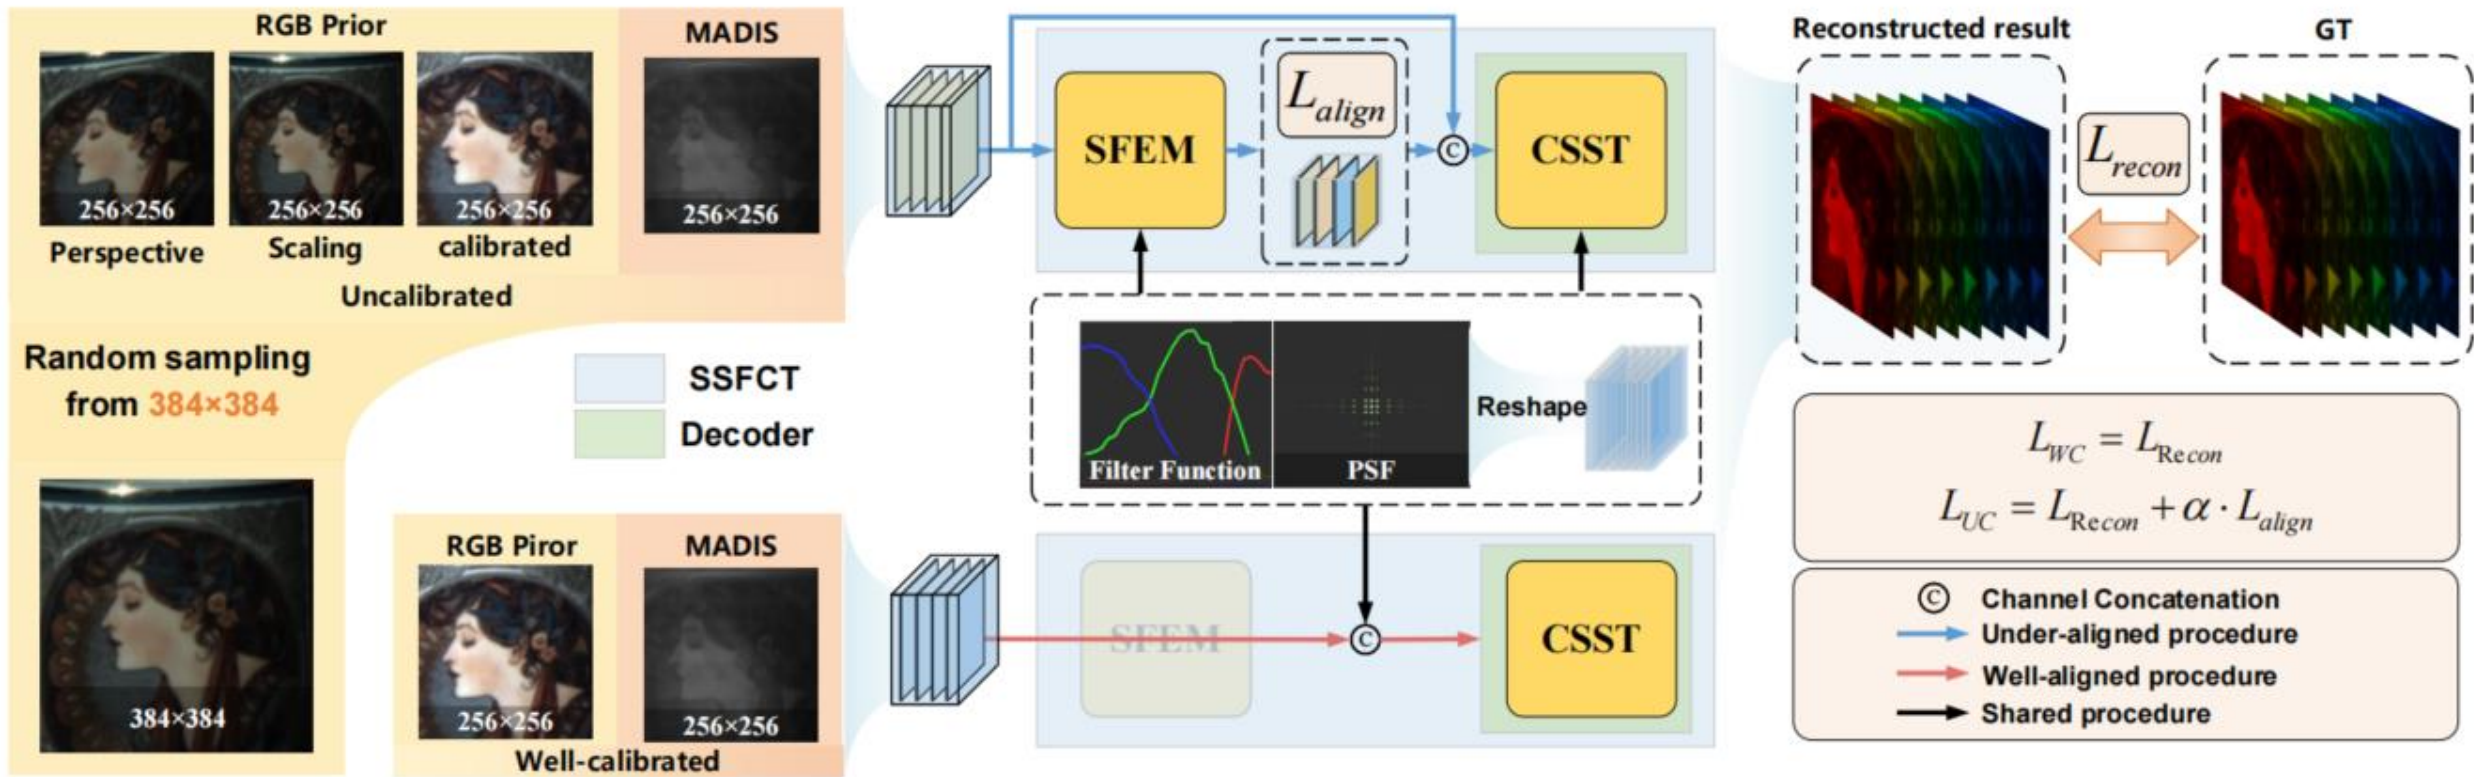 RGB Prior
MADIS
256×256
256×256
256×256
256×256
Perspective
Scaling
calibrated
Uncalibrated
Random sampling
from 384×384
384×384
SSFCT
Decoder
RGB Piror
MADIS
256×256
256×256
Well-calibrated
SFEM
L_align
C
CSST
Filter Function
PSF
Reshape
SFEM
C
CSST
Reconstructed result
GT
L_recon
L_WC = L_Recon
L_UC = L_Recon + α · L_align
C Channel Concatenation
Under-aligned procedure
Well-aligned procedure
Shared procedure